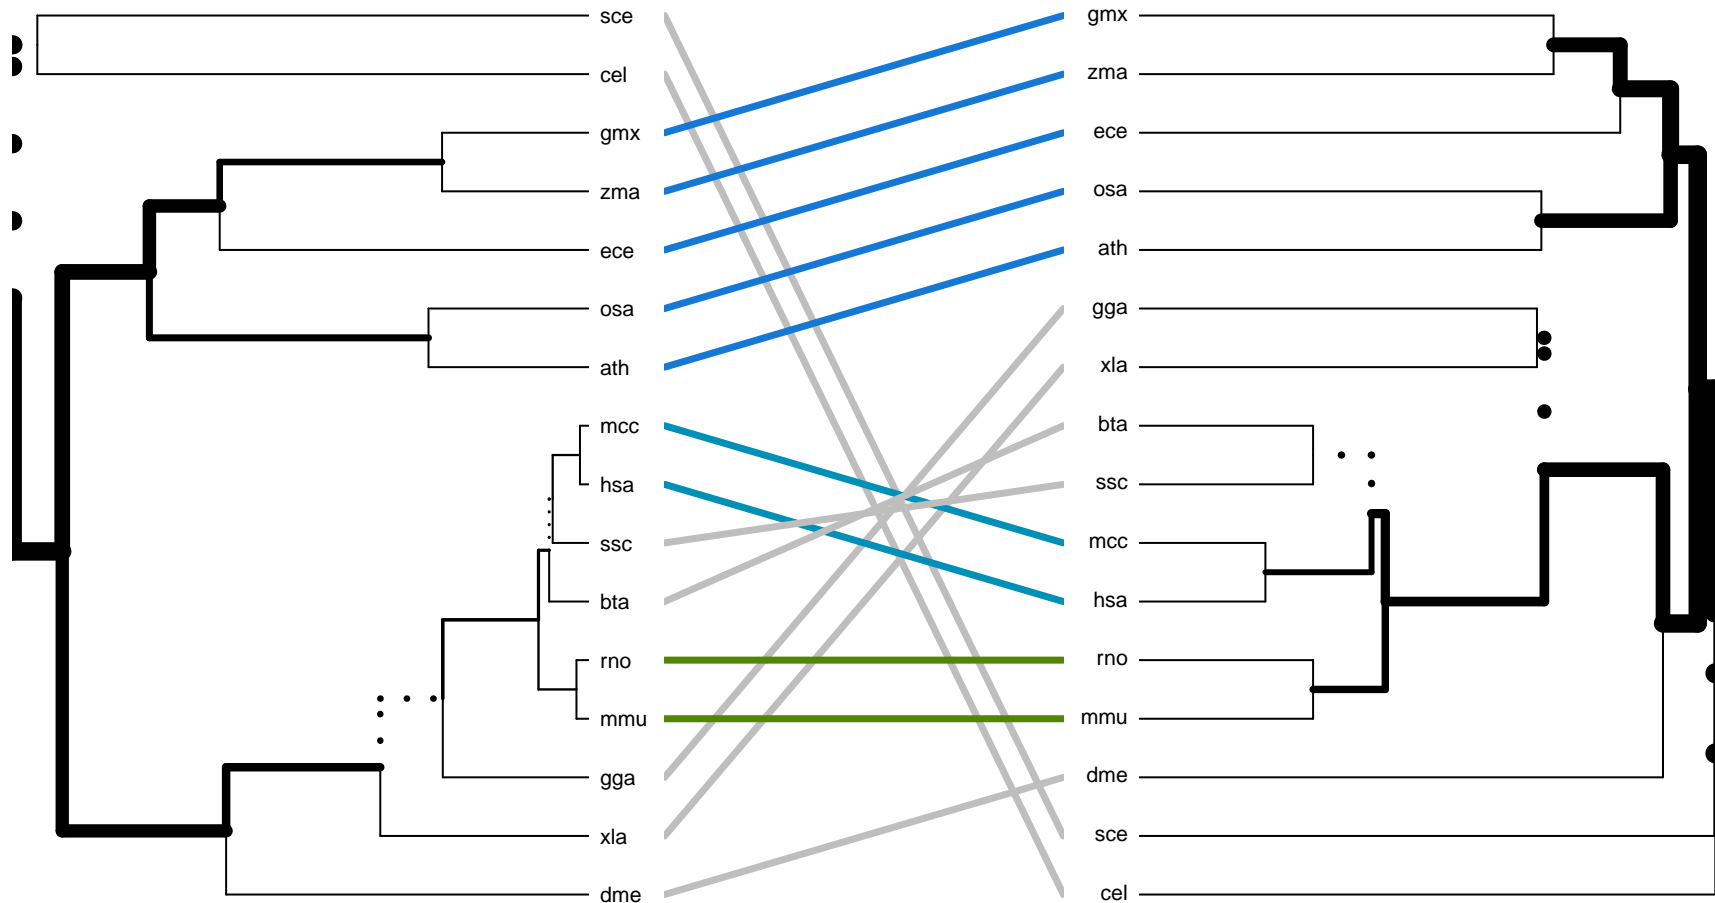 sce
cel
gmx
zma
ece
osa
ath
mcc
hsa
ssc
bta
rno
mmu
gga
xla
dme
gmx
zma
ece
osa
ath
gga
xla
bta
ssc
mcc
hsa
rno
mmu
dme
sce
cel